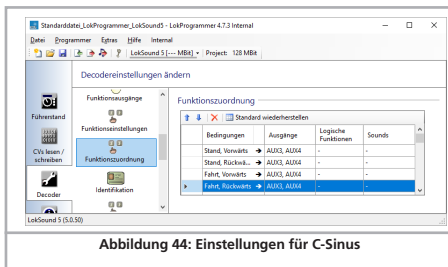 Standarddatei_LokProgrammer_LokSound5 - LokProgrammer 4.7.3 Internal
Datei Programmer Extras Hilfe Internal
LokSound 5 [--- MBit] Project: 128 MBit
Decodereinstellungen ändern
Führerstand
CVs lesen / schreiben
Decoder
Funktionsausgänge
Funktionseinstellungen
Funktionszuordnung
Identifikation
Funktionszuordnung
Standard wiederherstellen
Bedingungen Ausgänge Logische Funktionen Sounds
Stand, Vorwärts AUX3, AUX4 - -
Stand, Rückwä... AUX3, AUX4 - -
Fahrt, Vorwärts AUX3, AUX4 - -
Fahrt, Rückwärts AUX3, AUX4 - -
LokSound 5 (5.0.50)
Abbildung 44: Einstellungen für C-Sinus